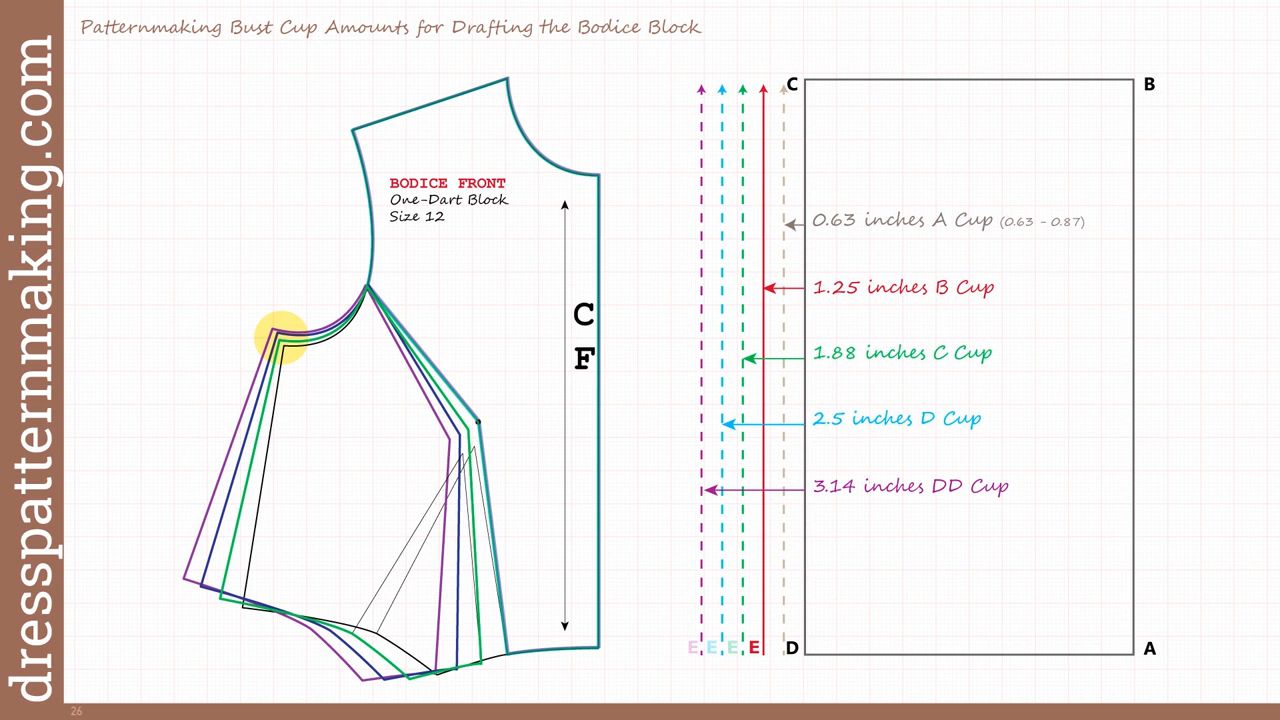 dresspatternmaking.com
Patternmaking Bust Cup Amounts for Drafting the Bodice Block
BODICE FRONT
One-Dart Block
Size 12
C
F
C
B
0.63 inches A Cup (0.63 - 0.87)
1.25 inches B Cup
1.88 inches C Cup
2.5 inches D Cup
3.14 inches DD Cup
E E E E D
A
26